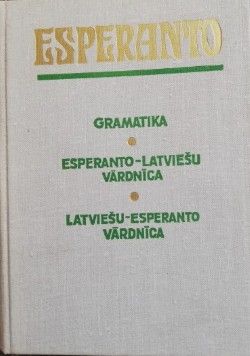 ESPERANTO
GRAMATIKA
ESPERANTO-LATVIEŠU
VĀRDNĪCA
LATVIEŠU-ESPERANTO
VĀRDNĪCA